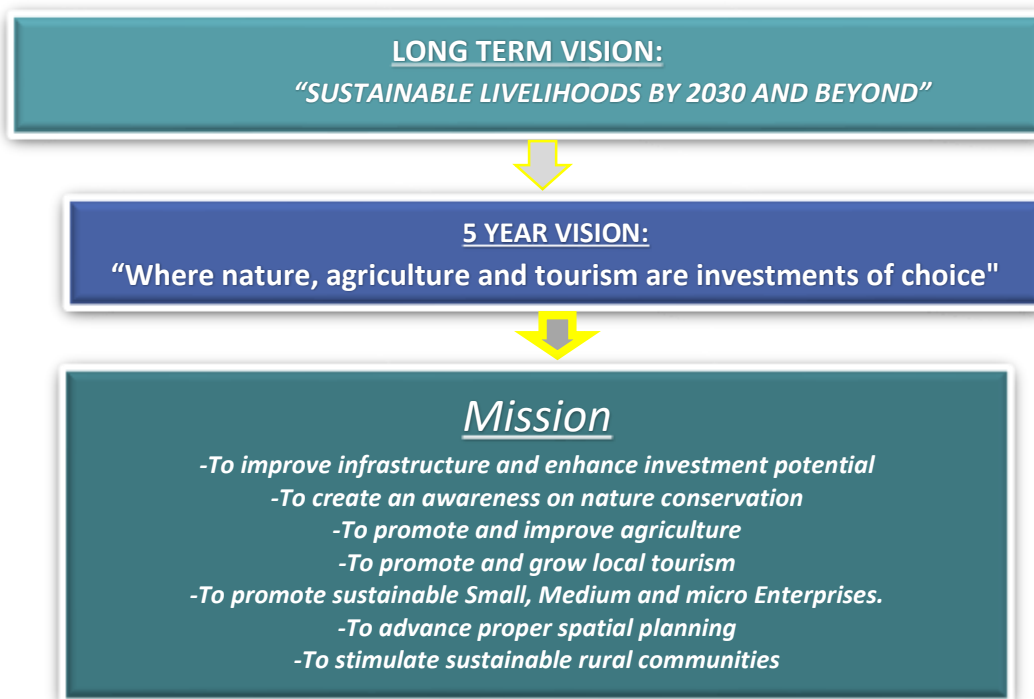 LONG TERM VISION:
“SUSTAINABLE LIVELIHOODS BY 2030 AND BEYOND”
5 YEAR VISION:
“Where nature, agriculture and tourism are investments of choice"
Mission
-To improve infrastructure and enhance investment potential
-To create an awareness on nature conservation
-To promote and improve agriculture
-To promote and grow local tourism
-To promote sustainable Small, Medium and micro Enterprises.
-To advance proper spatial planning
-To stimulate sustainable rural communities